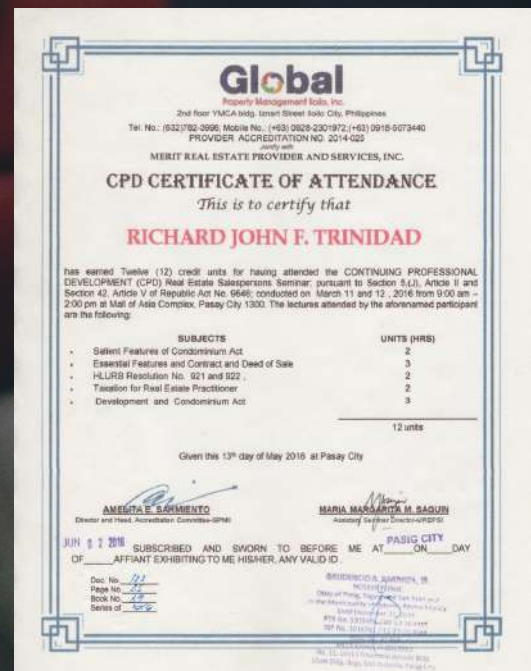 Global
Property Management Iloilo, Inc.
2nd floor YMCA bldg. Iznart Street Iloilo City, Philippines
Tel. No.: (632)782-3996; Mobile No.: (+63) 0928-2301972;(+63) 0918-5073440
PROVIDER ACCREDITATION NO. 2014-025
Jointly with
MERIT REAL ESTATE PROVIDER AND SERVICES, INC.
CPD CERTIFICATE OF ATTENDANCE
This is to certify that
RICHARD JOHN F. TRINIDAD
has earned Twelve (12) credit units for having attended the CONTINUING PROFESSIONAL
DEVELOPMENT (CPD) Real Estate Salespersons Seminar; pursuant to Section 5,(J), Article II and
Section 42, Article V of Republic Act No. 9646; conducted on March 11 and 12 , 2016 from 9:00 am –
2:00 pm at Mall of Asia Complex, Pasay City 1300. The lectures attended by the aforenamed participant
are the following:
SUBJECTS UNITS (HRS)
• Salient Features of Condominium Act 2
• Essential Features and Contract and Deed of Sale 3
• HLURB Resolution No. 921 and 922 , 2
• Taxation for Real Estate Practitioner 2
• Development and Condominium Act 3
12 units
Given this 13th day of May 2016 at Pasay City
AMELITA E. SARMIENTO MARIA MARGARITA M. SAQUIN
Director and Head, Accreditation Committee-GPMI Assistant Seminar Director
JUN 2 2016 PASIG CITY
SUBSCRIBED AND SWORN TO BEFORE ME AT ON DAY
OF AFFIANT EXHIBITING TO ME HIS/HER, ANY VALID ID .
Doc. No.
Page No.
Book No.
Series of